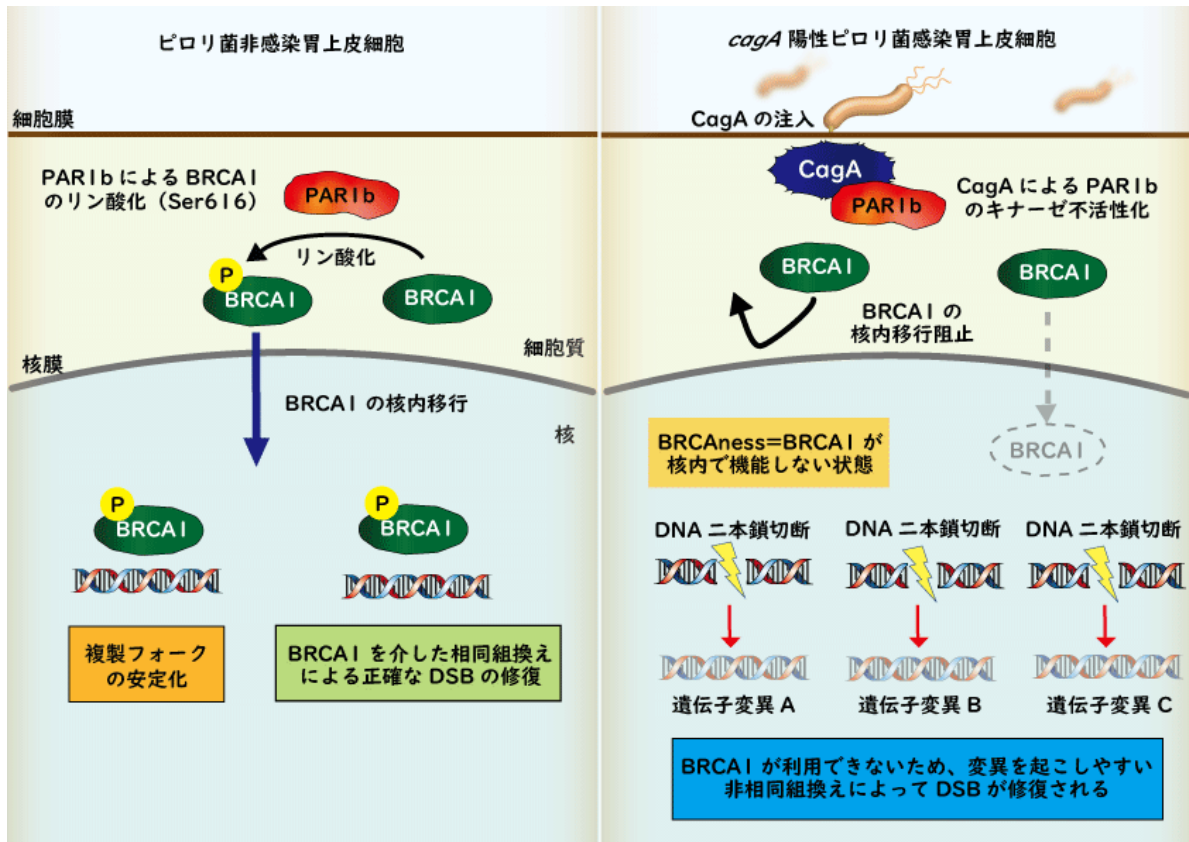 ピロリ菌非感染胃上皮細胞
細胞膜
PAR1b による BRCA1
のリン酸化（Ser616）
PAR1b
リン酸化
P
BRCA1
BRCA1
細胞質
核膜
BRCA1 の核内移行
核
P
BRCA1
P
BRCA1
複製フォーク
の安定化
BRCA1 を介した相同組換え
による正確な DSB の修復
cagA 陽性ピロリ菌感染胃上皮細胞
CagA の注入
CagA
PAR1b
CagA による PAR1b
のキナーゼ不活性化
BRCA1
BRCA1
BRCA1 の
核内移行阻止
BRCAness=BRCA1 が
核内で機能しない状態
BRCA1
DNA 二本鎖切断
DNA 二本鎖切断
DNA 二本鎖切断
遺伝子変異 A
遺伝子変異 B
遺伝子変異 C
BRCA1 が利用できないため、変異を起こしやすい
非相同組換えによって DSB が修復される